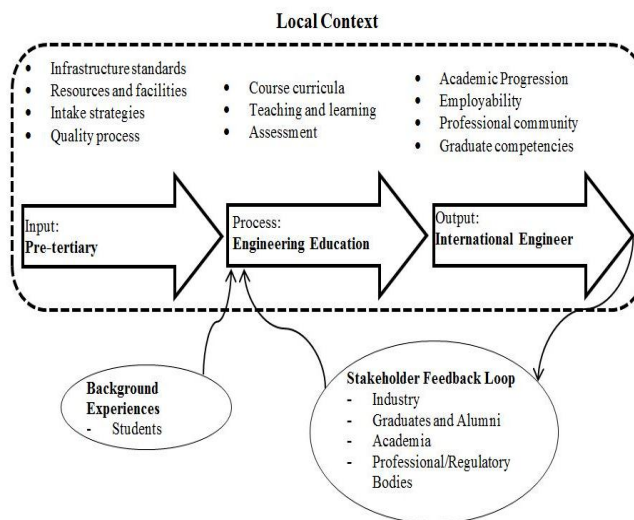 Local Context
• Infrastructure standards
• Resources and facilities
• Intake strategies
• Quality process
• Course curricula
• Teaching and learning
• Assessment
• Academic Progression
• Employability
• Professional community
• Graduate competencies
Input:
Pre-tertiary
Process:
Engineering Education
Output:
International Engineer
Background
Experiences
- Students
Stakeholder Feedback Loop
- Industry
- Graduates and Alumni
- Academia
- Professional/Regulatory
Bodies